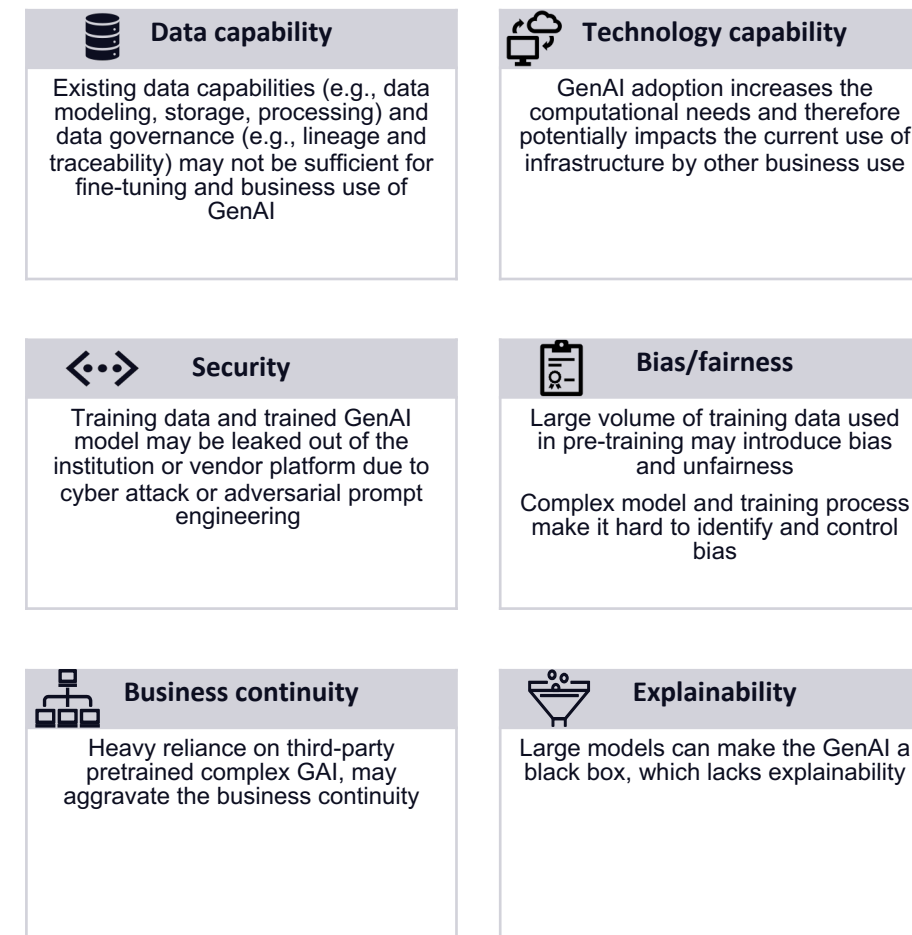 Data capability
Existing data capabilities (e.g., data
modeling, storage, processing) and
data governance (e.g., lineage and
traceability) may not be sufficient for
fine-tuning and business use of
GenAI
Technology capability
GenAI adoption increases the
computational needs and therefore
potentially impacts the current use of
infrastructure by other business use
Security
Training data and trained GenAI
model may be leaked out of the
institution or vendor platform due to
cyber attack or adversarial prompt
engineering
Bias/fairness
Large volume of training data used
in pre-training may introduce bias
and unfairness
Complex model and training process
make it hard to identify and control
bias
Business continuity
Heavy reliance on third-party
pretrained complex GAI, may
aggravate the business continuity
Explainability
Large models can make the GenAI a
black box, which lacks explainability